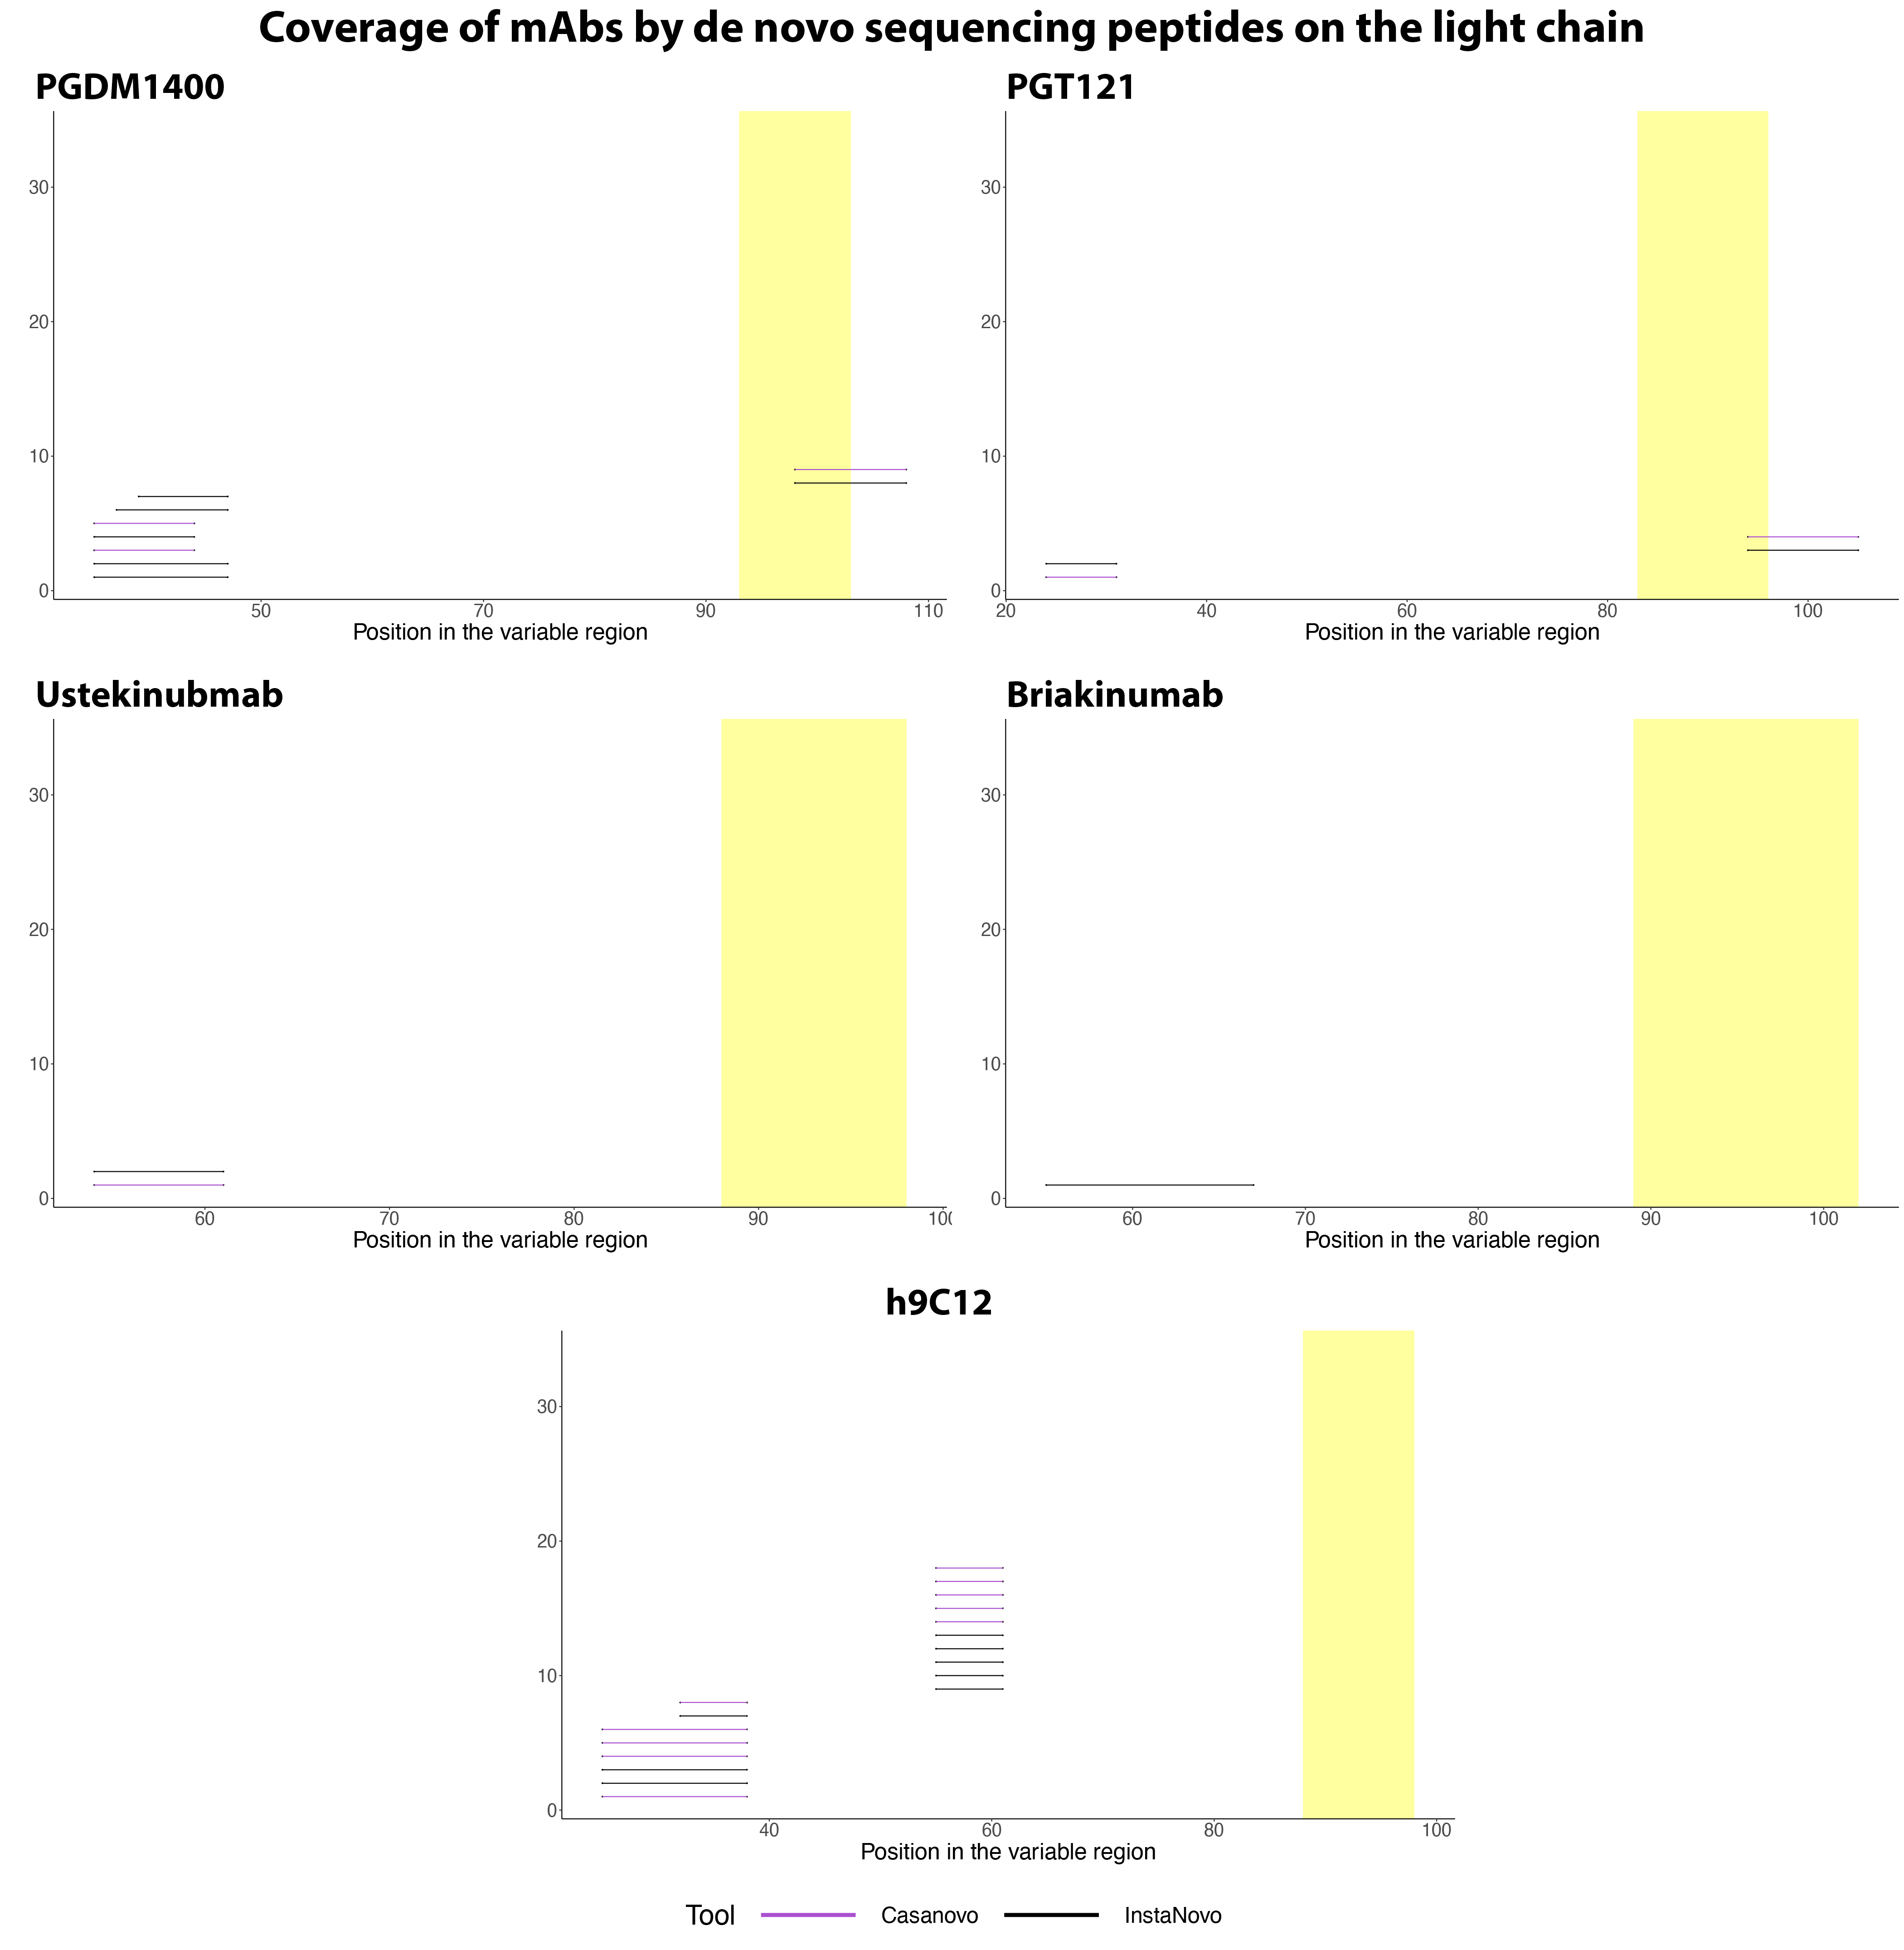 Coverage of mAbs by de novo sequencing peptides on the light chain
PGDM1400
30
20
10
0
50 70 90 110
Position in the variable region
PGT121
30
20
10
0
20 40 60 80 100
Position in the variable region
Ustekinubmab
30
20
10
0
60 70 80 90
Position in the variable region
Briakinumab
30
20
10
0
60 70 80 90 100
Position in the variable region
h9C12
30
20
10
0
40 60 80 100
Position in the variable region
Tool Casanovo InstaNovo